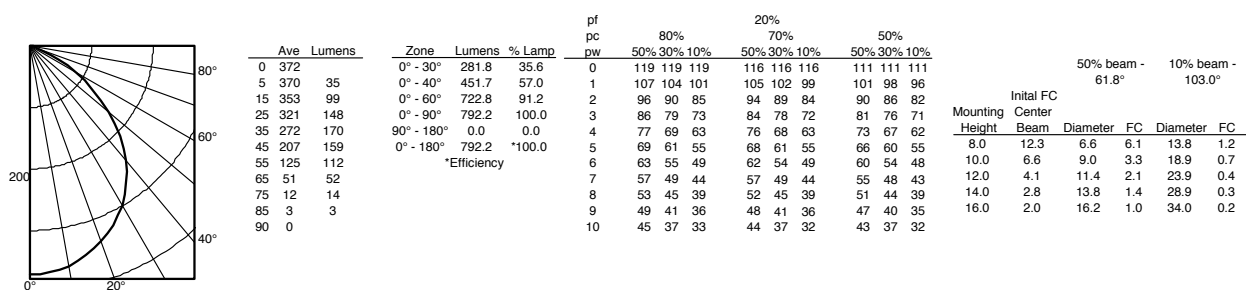 80°
60°
200
40°
0° 20°
Ave Lumens
0 372
5 370 35
15 353 99
25 321 148
35 272 170
45 207 159
55 125 112
65 51 52
75 12 14
85 3 3
90 0
Zone Lumens % Lamp
0° - 30° 281.8 35.6
0° - 40° 451.7 57.0
0° - 60° 722.8 91.2
0° - 90° 792.2 100.0
90° - 180° 0.0 0.0
0° - 180° 792.2 *100.0
*Efficiency
pf 20%
pc 80% 70% 50%
pw 50% 30% 10% 50% 30% 10% 50% 30% 10%
0 119 119 119 116 116 116 111 111 111
1 107 104 101 105 102 99 101 98 96
2 96 90 85 94 89 84 90 86 82
3 86 79 73 84 78 72 81 76 71
4 77 69 63 76 68 63 73 67 62
5 69 61 55 68 61 55 66 60 55
6 63 55 49 62 54 49 60 54 48
7 57 49 44 57 49 44 55 48 43
8 53 45 39 52 45 39 51 44 39
9 49 41 36 48 41 36 47 40 35
10 45 37 33 44 37 32 43 37 32
50% beam - 10% beam -
61.8° 103.0°
Inital FC
Mounting Center
Height Beam Diameter FC Diameter FC
8.0 12.3 6.6 6.1 13.8 1.2
10.0 6.6 9.0 3.3 18.9 0.7
12.0 4.1 11.4 2.1 23.9 0.4
14.0 2.8 13.8 1.4 28.9 0.3
16.0 2.0 16.2 1.0 34.0 0.2